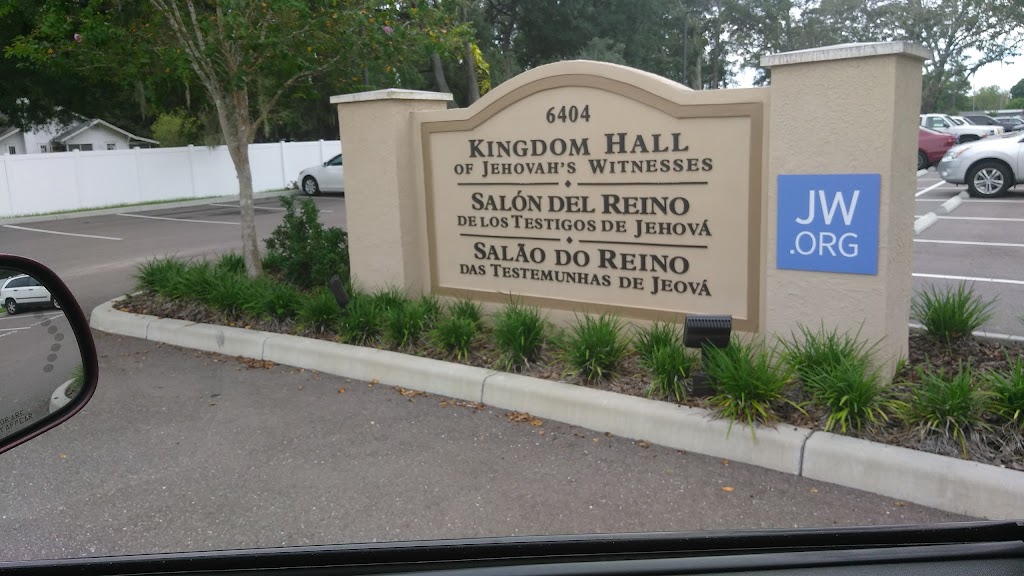 6404
KINGDOM HALL
OF JEHOVAH'S WITNESSES
SALÓN DEL REINO
DE LOS TESTIGOS DE JEHOVÁ
SALÃO DO REINO
DAS TESTEMUNHAS DE JEOVÁ
JW
.ORG